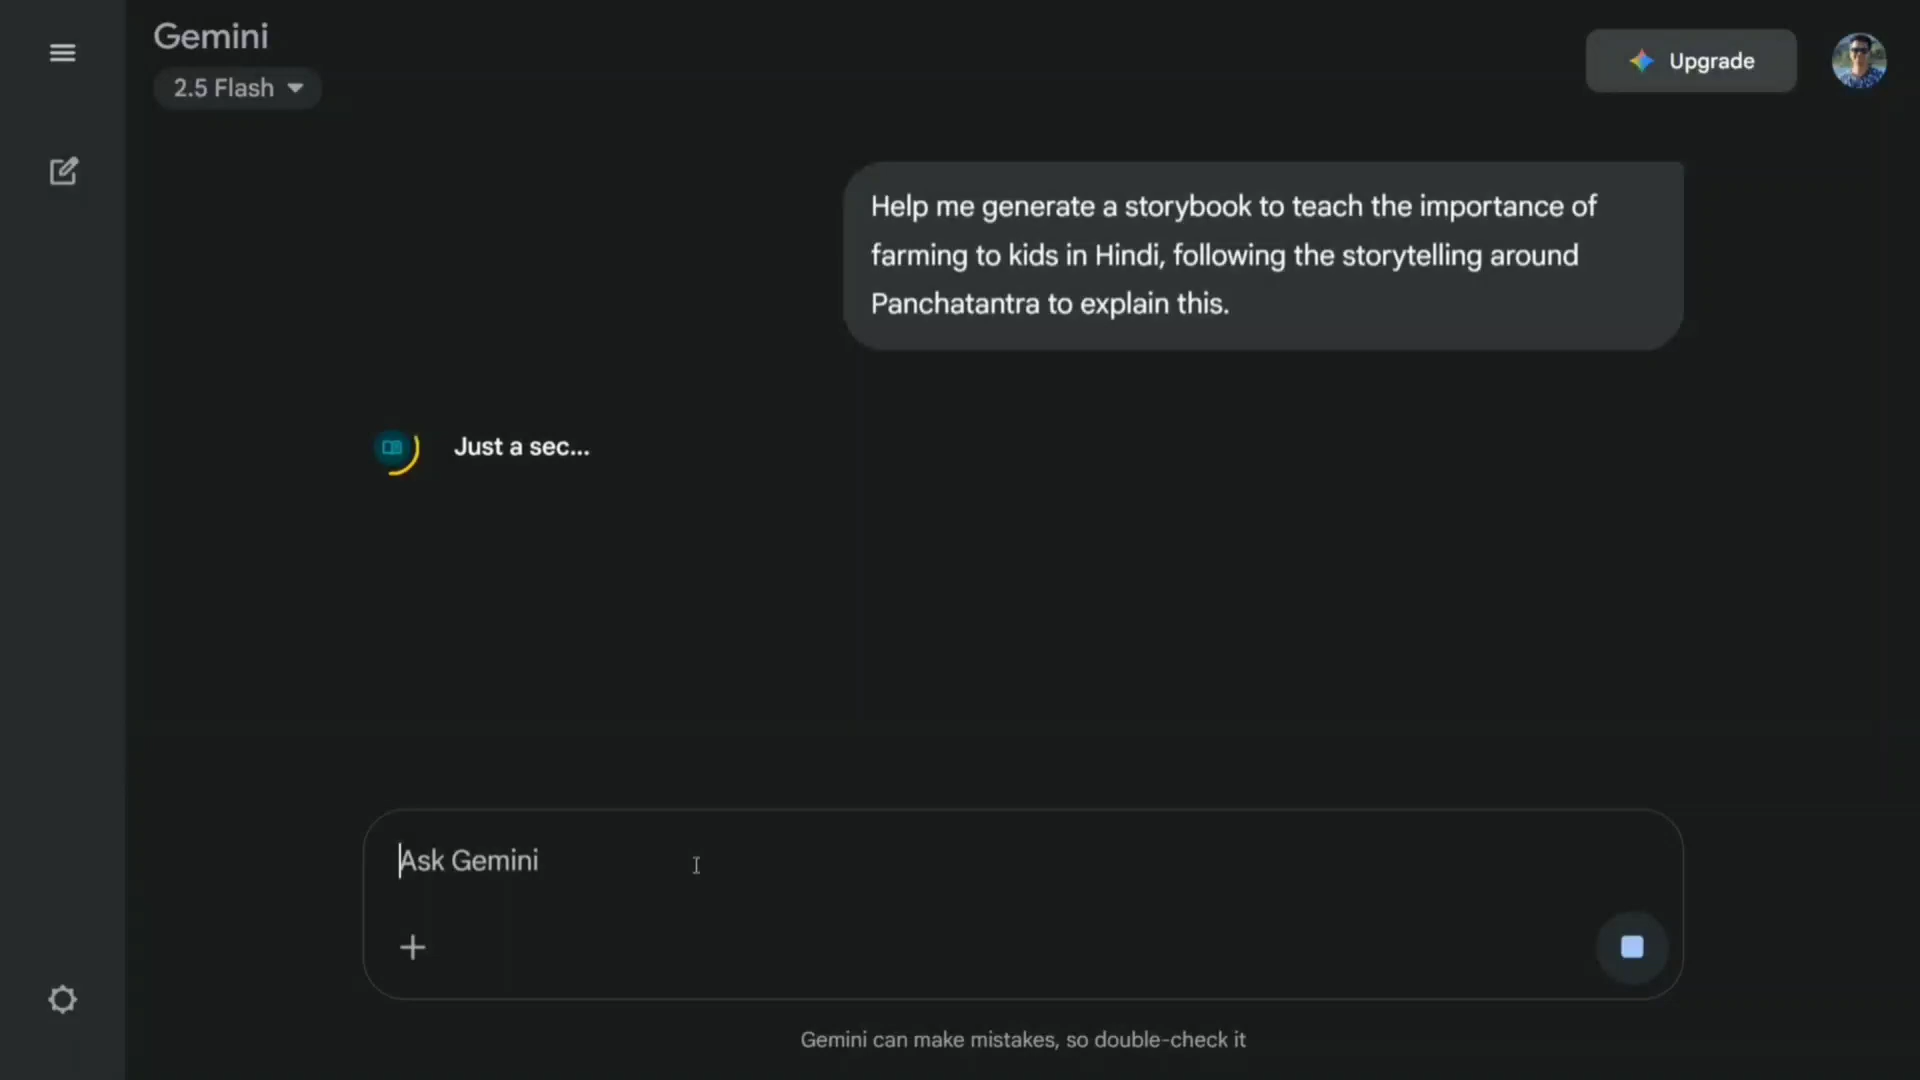 Gemini
2.5 Flash
Upgrade
Help me generate a storybook to teach the importance of
farming to kids in Hindi, following the storytelling around
Panchatantra to explain this.
Just a sec...
Ask Gemini
Gemini can make mistakes, so double-check it